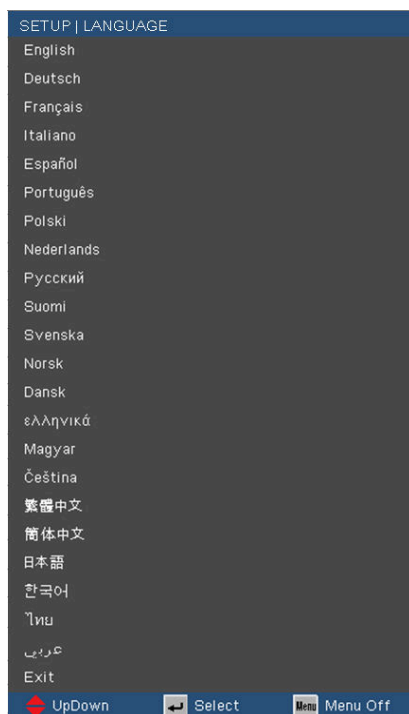 SETUP | LANGUAGE
English
Deutsch
Français
Italiano
Español
Português
Polski
Nederlands
Русский
Suomi
Svenska
Norsk
Dansk
ελληνικά
Magyar
Čeština
繁體中文
简体中文
日本語
한국어
ไทย
عربي
Exit
UpDown Select Menu Menu Off